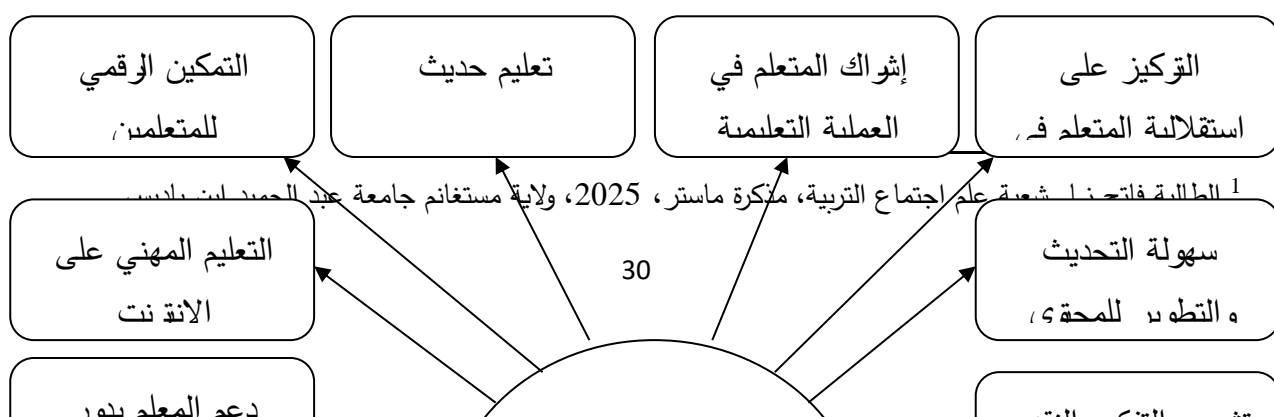 التركيز على
استقلالية المتعلم في
إشراك المتعلم في
العملية التعليمية
تعليم حديث
التمكين الرقمي
للمتعلمين
1 الطالبة فاتح شعبة علم اجتماع التربية، مذكرة ماستر، 2025، ولاية مستغانم جامعة عبد الحميد ابن باديس
سهولة التحديث
والتطوير للمحتوى
التعليم المهني على
الانترنت
30
التفكير
دعم المعلم بدور